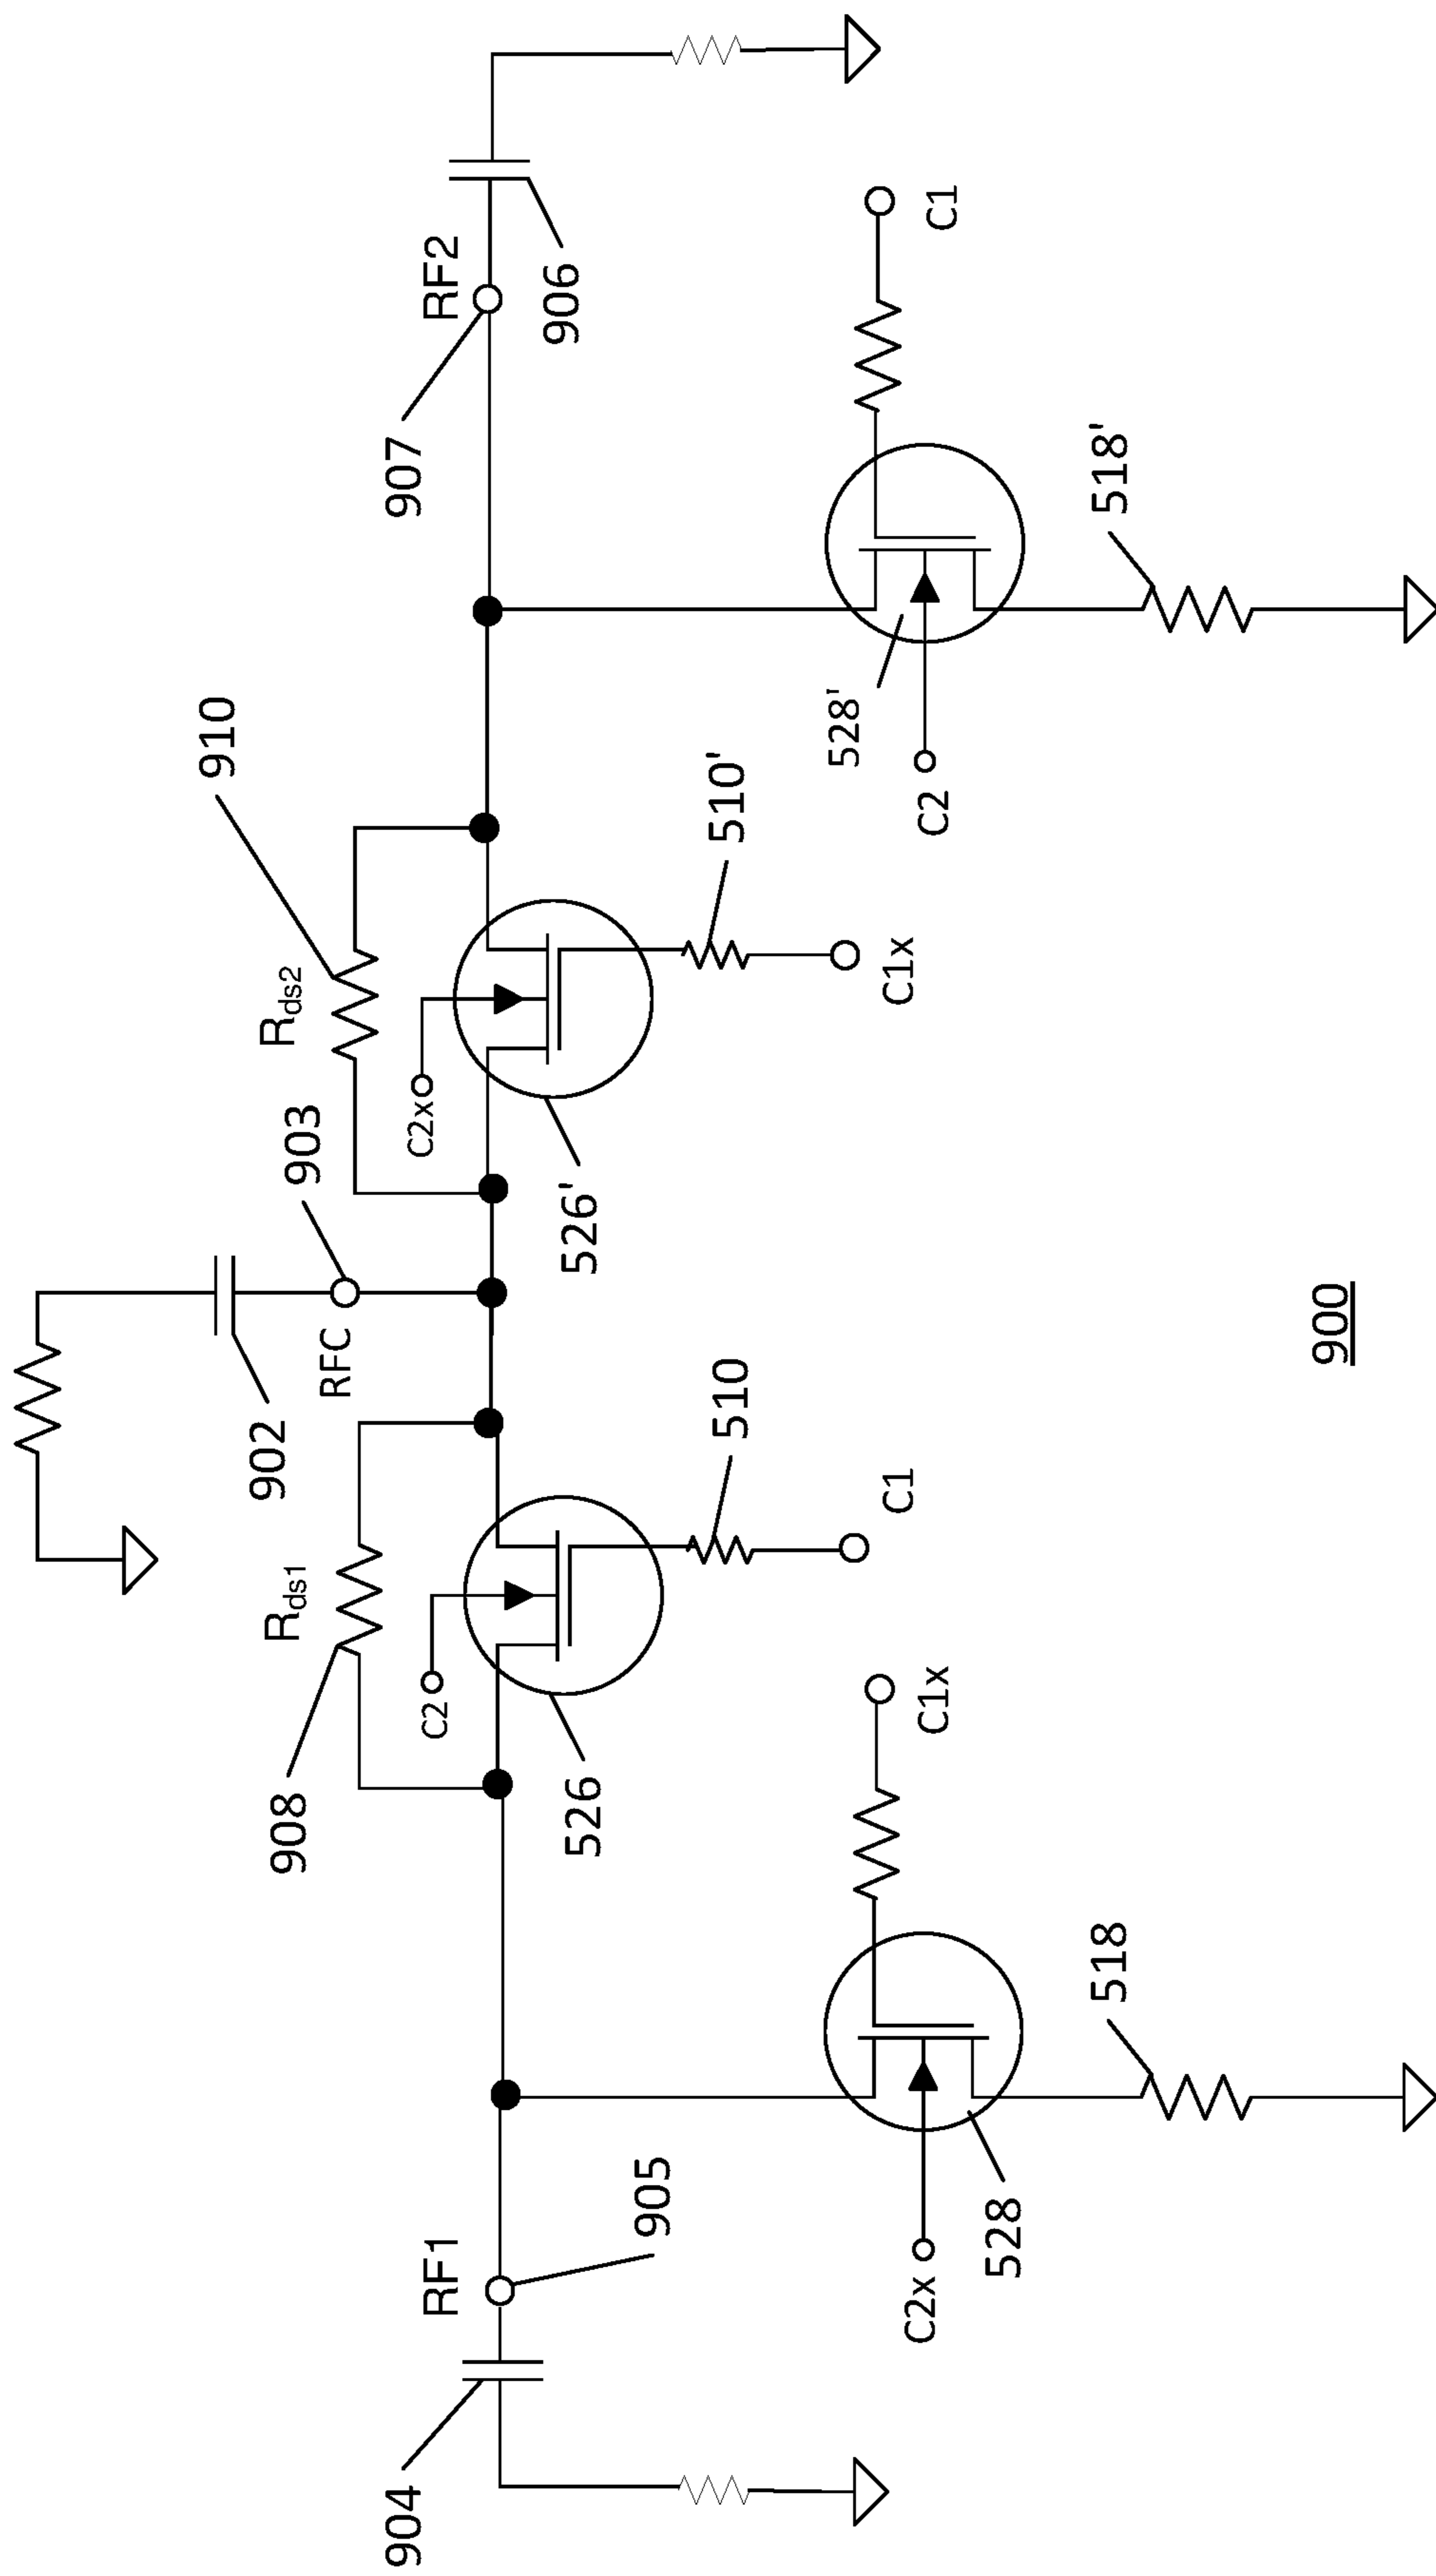 902
903
RFC
908
Rds1
Rds2
910
904
RF1
905
C2
526
510
C1
C2x
526'
510'
C1x
907
RF2
906
C2x
528
C1x
518
C2
528'
C1
518'
900